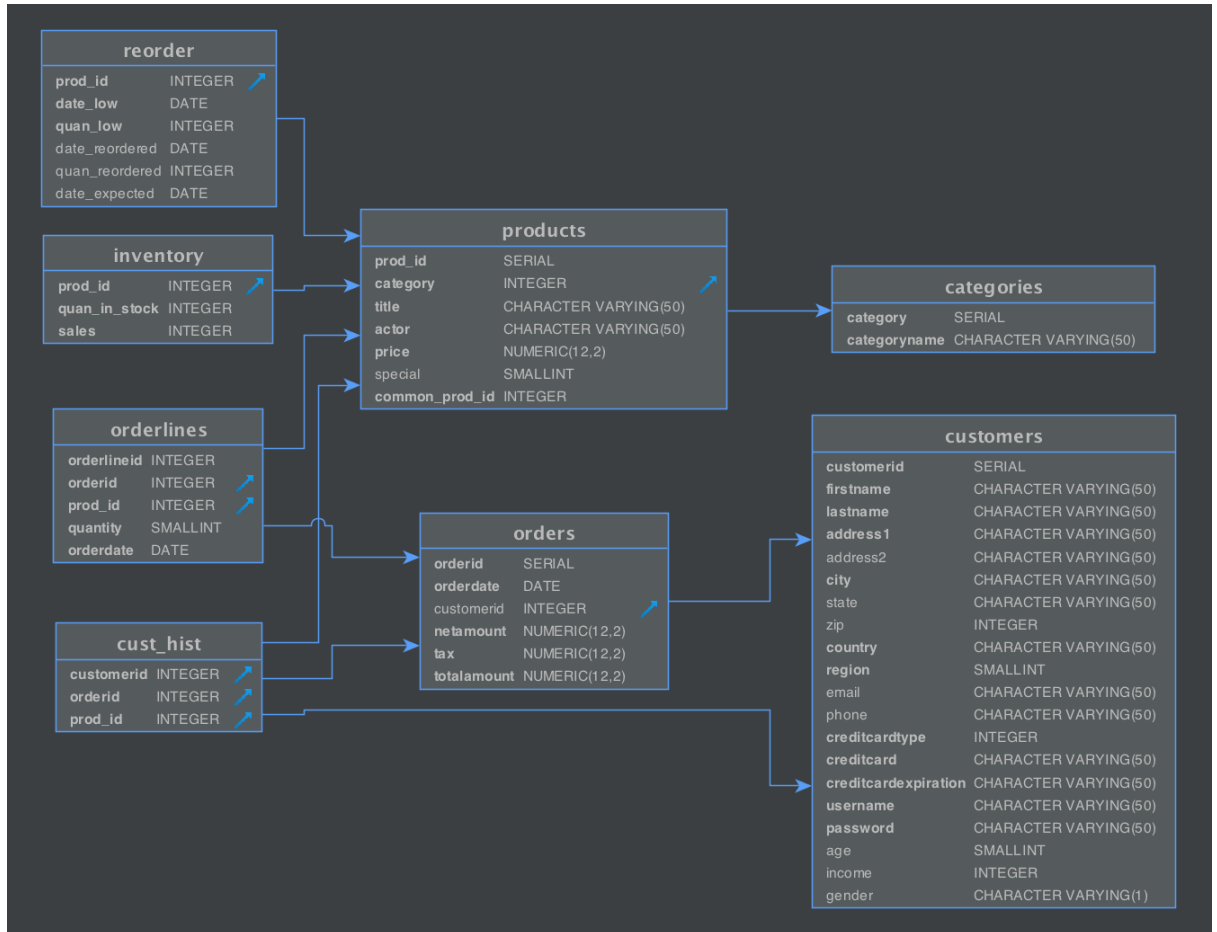 reorder
prod_id INTEGER
date_low DATE
quan_low INTEGER
date_reordered DATE
quan_reordered INTEGER
date_expected DATE
inventory
prod_id INTEGER
quan_in_stock INTEGER
sales INTEGER
orderlines
orderlineid INTEGER
orderid INTEGER
prod_id INTEGER
quantity SMALLINT
orderdate DATE
cust_hist
customerid INTEGER
orderid INTEGER
prod_id INTEGER
products
prod_id SERIAL
category INTEGER
title CHARACTER VARYING(50)
actor CHARACTER VARYING(50)
price NUMERIC(12,2)
special SMALLINT
common_prod_id INTEGER
orders
orderid SERIAL
orderdate DATE
customerid INTEGER
netamount NUMERIC(12,2)
tax NUMERIC(12,2)
totalamount NUMERIC(12,2)
categories
category SERIAL
categoryname CHARACTER VARYING(50)
customers
customerid SERIAL
firstname CHARACTER VARYING(50)
lastname CHARACTER VARYING(50)
address1 CHARACTER VARYING(50)
address2 CHARACTER VARYING(50)
city CHARACTER VARYING(50)
state CHARACTER VARYING(50)
zip INTEGER
country CHARACTER VARYING(50)
region SMALLINT
email CHARACTER VARYING(50)
phone CHARACTER VARYING(50)
creditcardtype INTEGER
creditcard CHARACTER VARYING(50)
creditcardexpiration CHARACTER VARYING(50)
username CHARACTER VARYING(50)
password CHARACTER VARYING(50)
age SMALLINT
income INTEGER
gender CHARACTER VARYING(1)